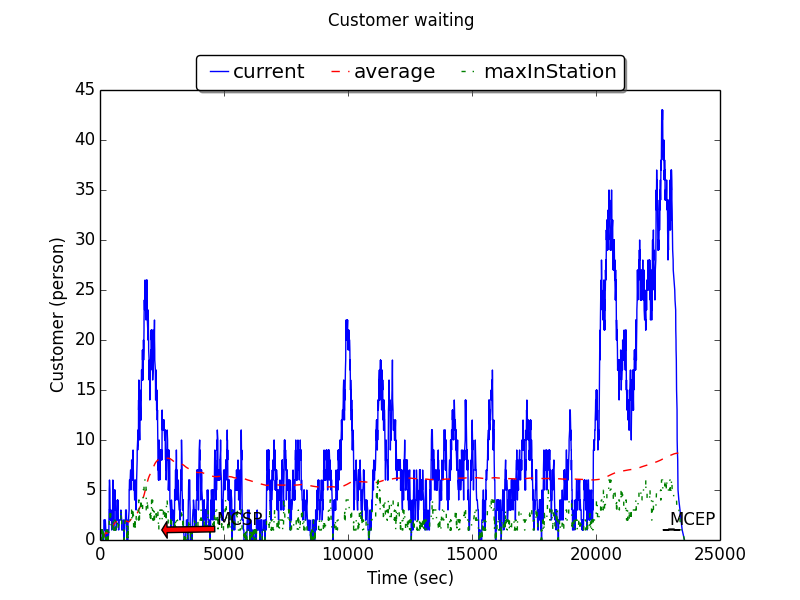 Customer waiting
current average maxInStation
45
40
35
30
25
20
15
10
5
0
Customer (person)
MCSP
MCEP
0 5000 10000 15000 20000 25000
Time (sec)